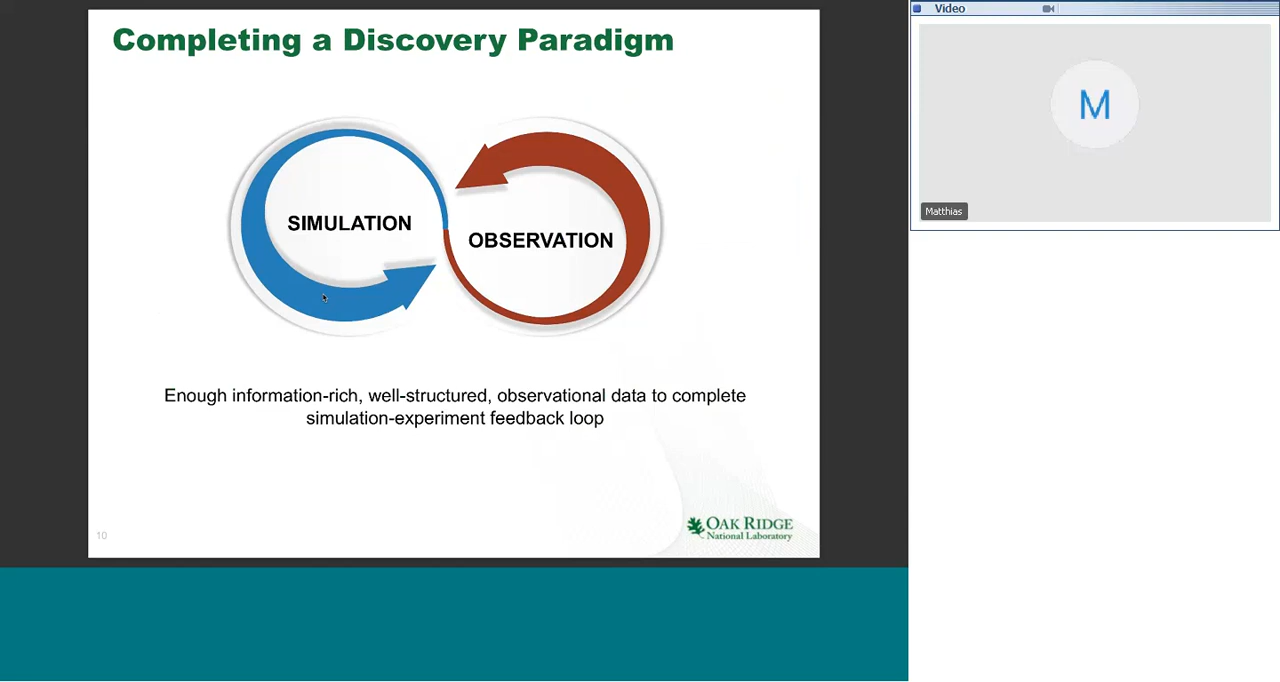 Completing a Discovery Paradigm
SIMULATION
OBSERVATION
Enough information-rich, well-structured, observational data to complete
simulation-experiment feedback loop
10
OAK RIDGE
National Laboratory
Video
M
Matthias